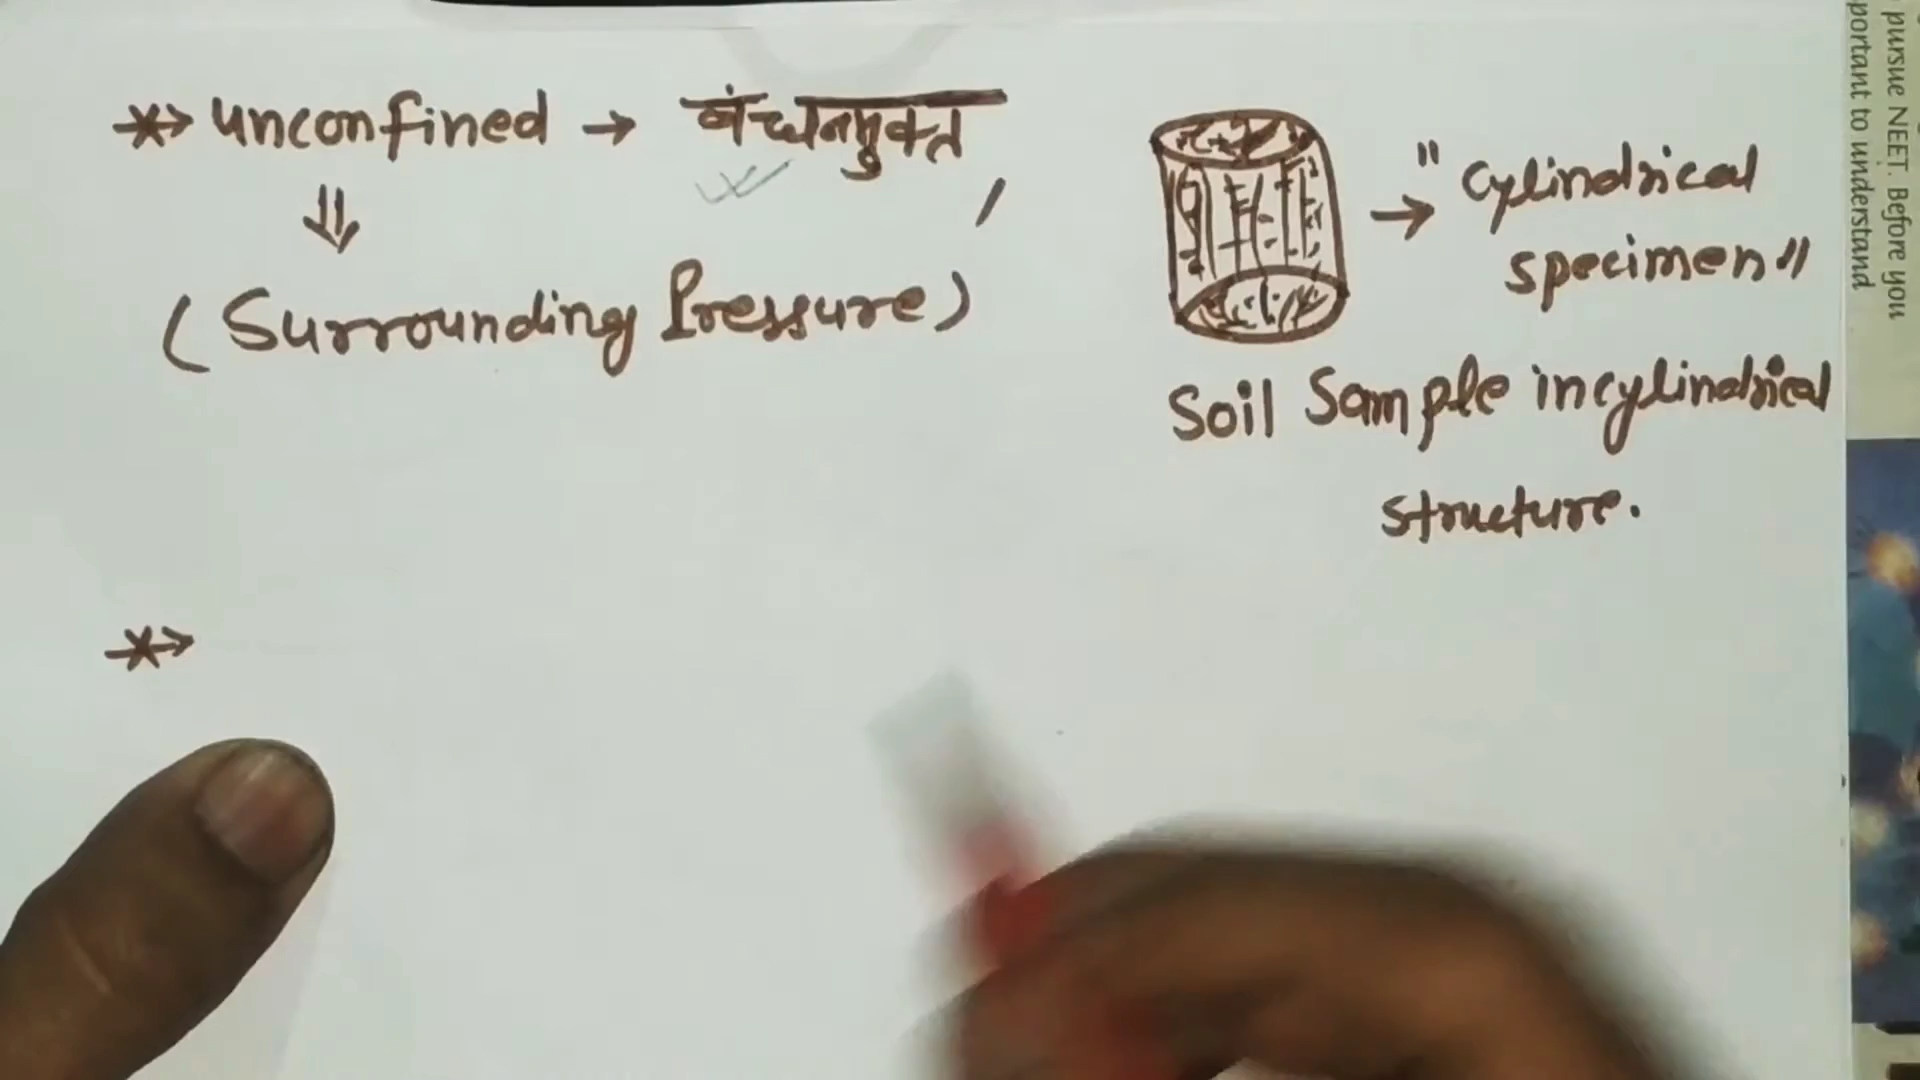 unconfined → बंधनमुक्त
(Surrounding Pressure)
→ "Cylindrical
specimen"
Soil Sample in cylindrical
structure.
pursue NEET. Before you
portant to understand